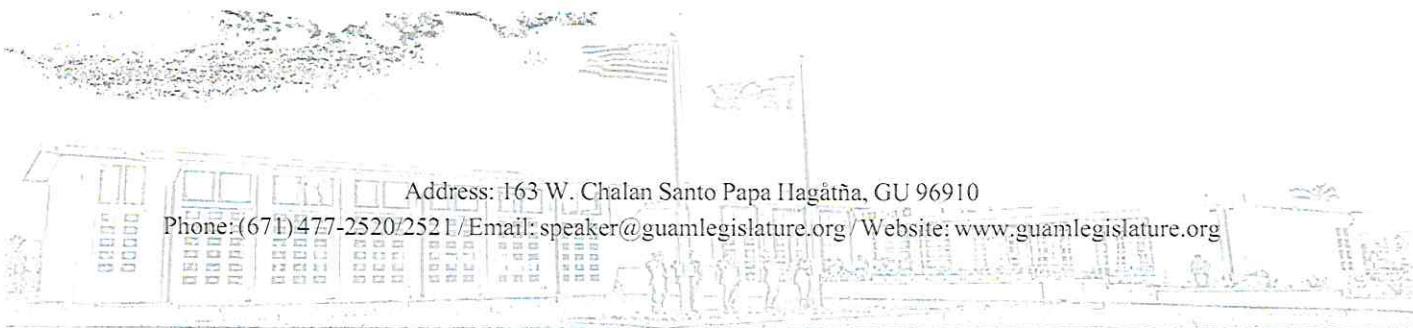 Address: 163 W. Chalan Santo Papa Hagåtña, GU 96910
Phone: (671) 477-2520/2521 / Email: speaker@guamlegislature.org / Website: www.guamlegislature.org